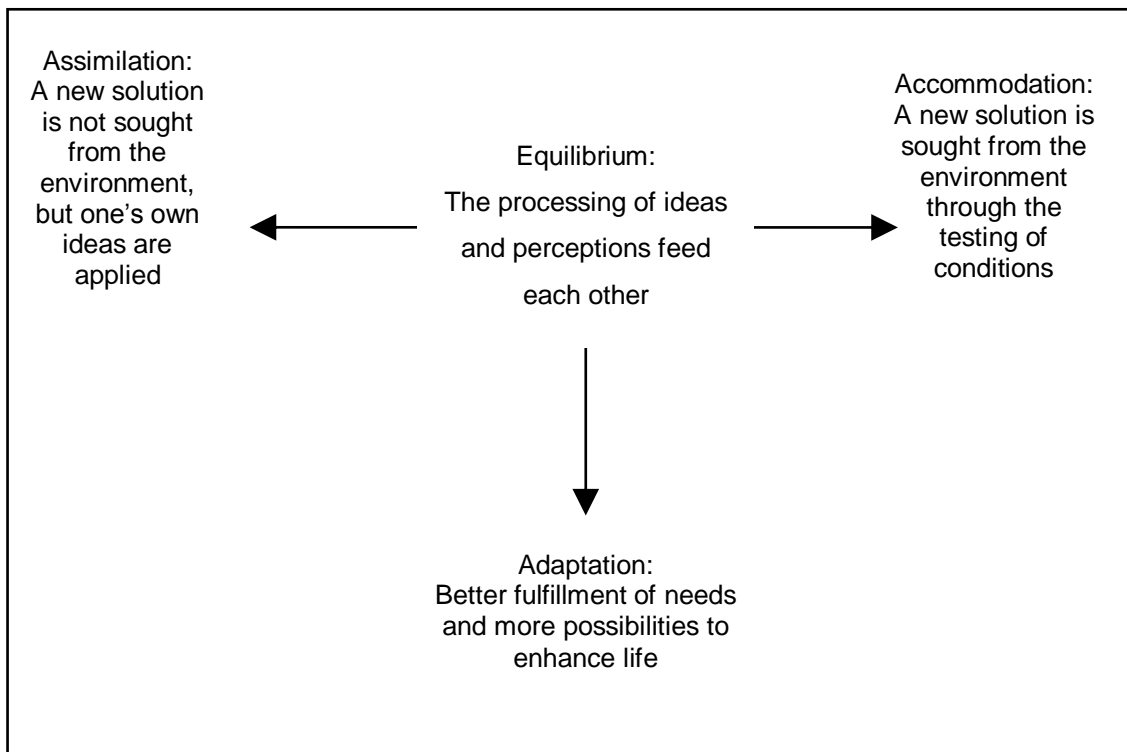 Assimilation:
A new solution
is not sought
from the
environment,
but one’s own
ideas are
applied
Equilibrium:
The processing of ideas
and perceptions feed
each other
Accommodation:
A new solution is
sought from the
environment
through the
testing of
conditions
Adaptation:
Better fulfillment of needs
and more possibilities to
enhance life